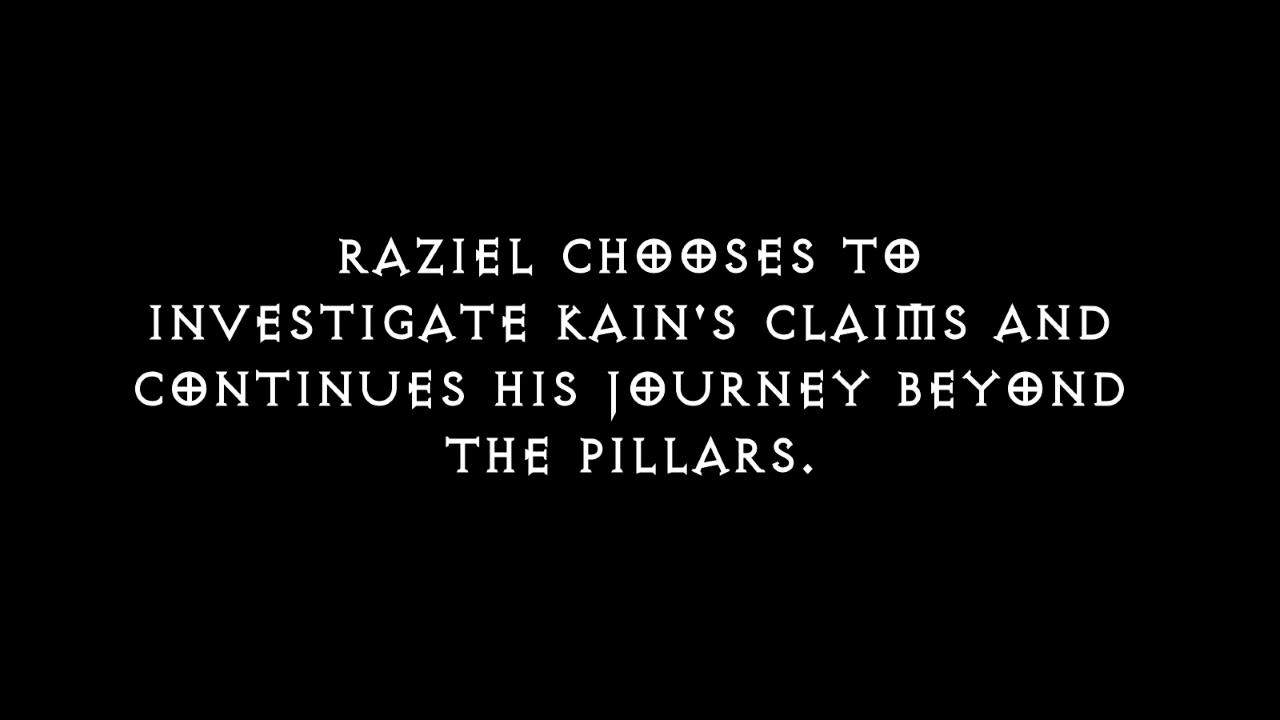 RAZIEL CHOOSES TO
INVESTIGATE KAIN'S CLAIMS AND
CONTINUES HIS JOURNEY BEYOND
THE PILLARS.